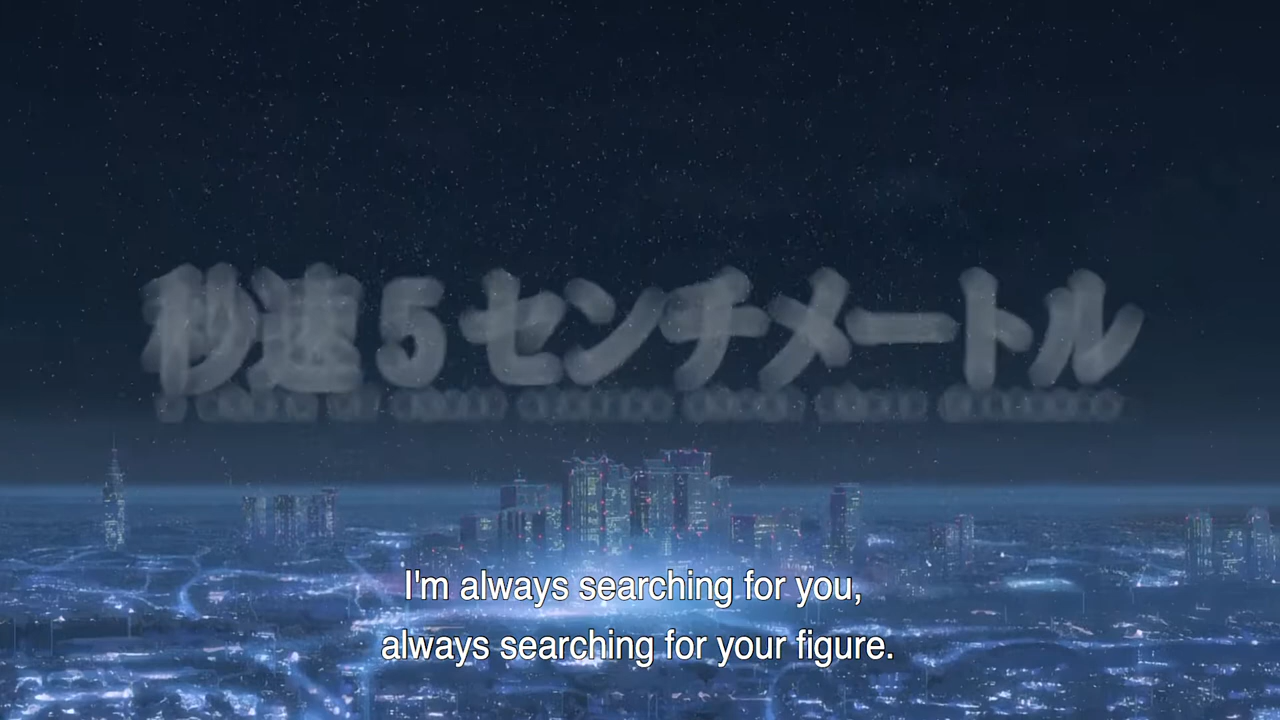 秒速5センチメートル
I'm always searching for you,
always searching for your figure.